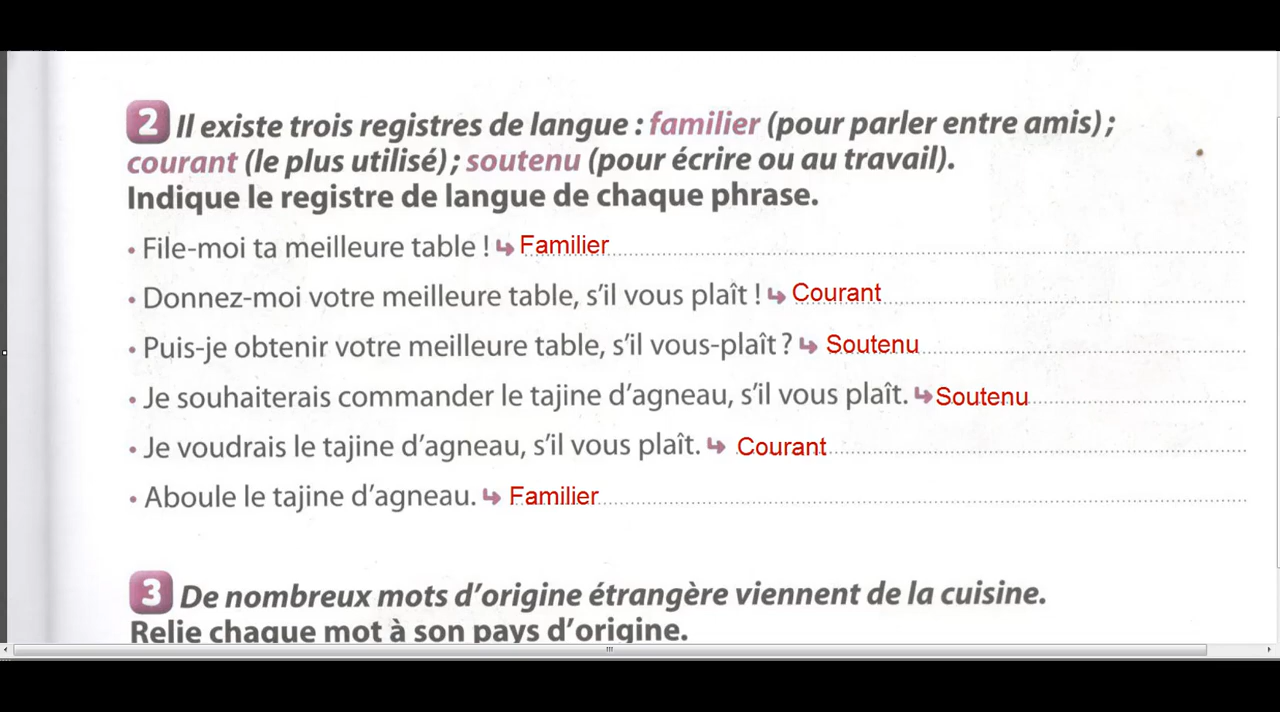 2 Il existe trois registres de langue : familier (pour parler entre amis) ;
courant (le plus utilisé) ; soutenu (pour écrire ou au travail).
Indique le registre de langue de chaque phrase.
• File-moi ta meilleure table ! ↳ Familier
• Donnez-moi votre meilleure table, s'il vous plaît ! ↳ Courant
• Puis-je obtenir votre meilleure table, s'il vous-plaît ? ↳ Soutenu
• Je souhaiterais commander le tajine d'agneau, s'il vous plaît. ↳ Soutenu
• Je voudrais le tajine d'agneau, s'il vous plaît. ↳ Courant
• Aboule le tajine d'agneau. ↳ Familier
3 De nombreux mots d'origine étrangère viennent de la cuisine.
Relie chaque mot à son pays d'origine.